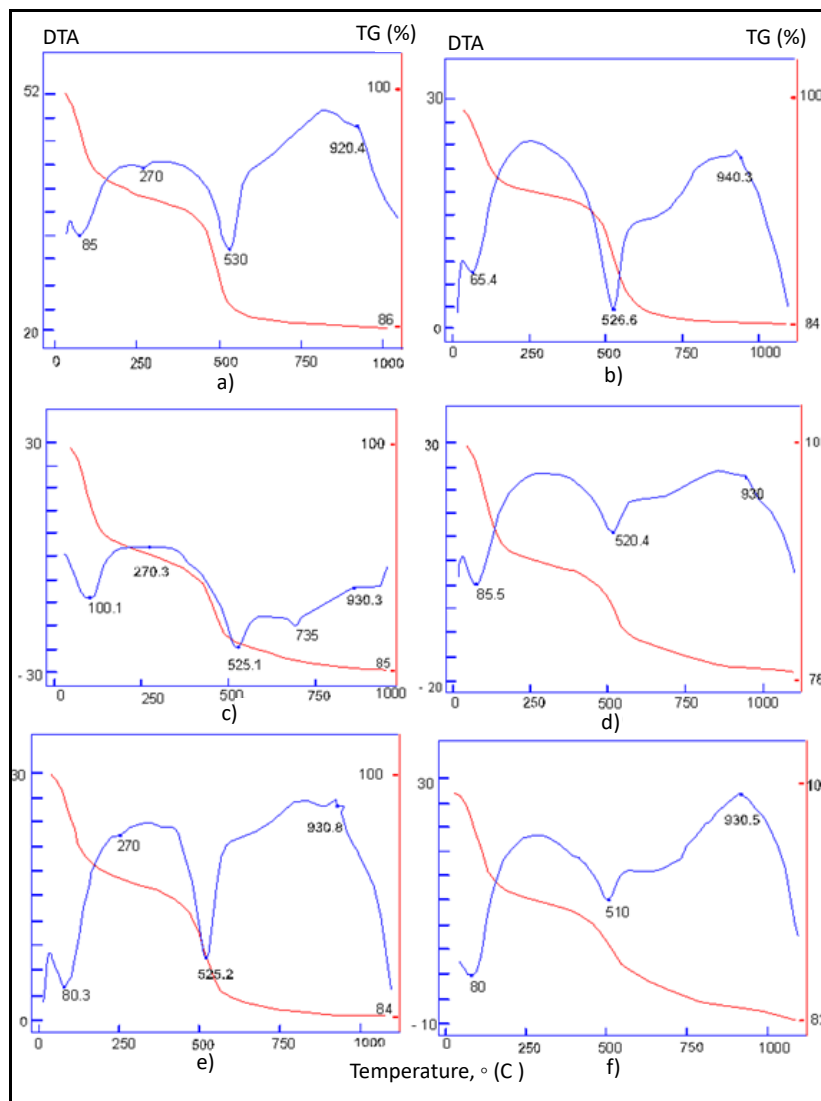 DTA TG (%) DTA TG (%)
52 100 30 100
920.4 940.3
270
85 530 65.4 526.6
20 86 0 84
0 250 500 750 1000 0 250 500 750 1000
a) b)
30 100 30
270.3 930
100.1 930.3 520.4
525.1 735 85.5
- 30 85 - 20 76
0 250 500 750 1000 0 250 500 750 1000
c) d)
30 100 30
270 930.8 930.5
80.3 525.2 80 510
0 84 - 10
0 250 500 750 1000 0 250 500 750 1000
e) f)
Temperature, ° (C )